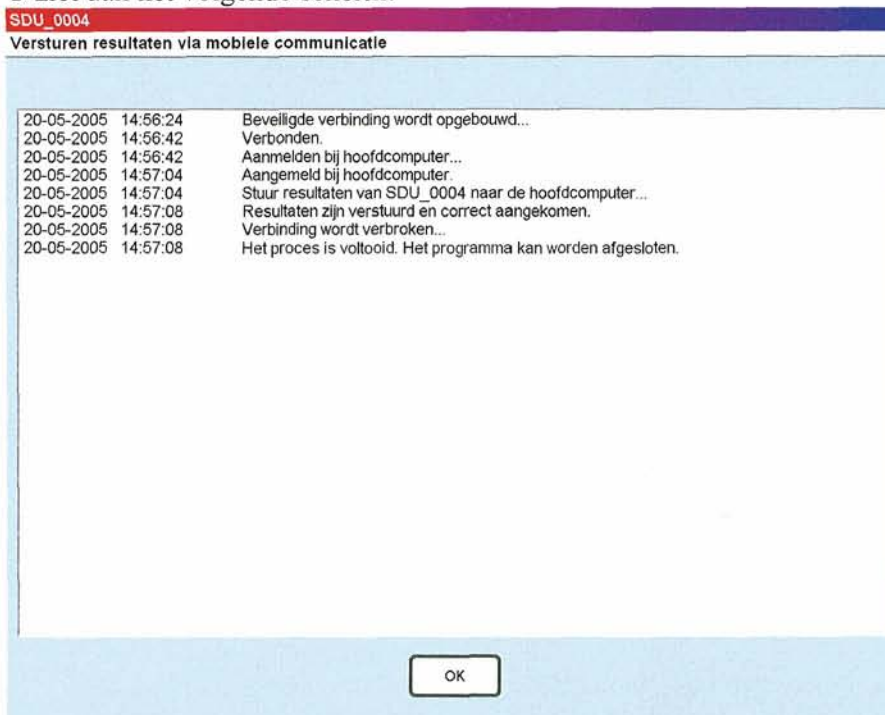 SDU_0004
Versturen resultaten via mobiele communicatie
20-05-2005 14:56:24 Beveiligde verbinding wordt opgebouwd...
20-05-2005 14:56:42 Verbonden.
20-05-2005 14:56:42 Aanmelden bij hoofdcomputer...
20-05-2005 14:57:04 Aangemeld bij hoofdcomputer.
20-05-2005 14:57:04 Stuur resultaten van SDU_0004 naar de hoofdcomputer...
20-05-2005 14:57:08 Resultaten zijn verstuurd en correct aangekomen.
20-05-2005 14:57:08 Verbinding wordt verbroken...
20-05-2005 14:57:08 Het proces is voltooid. Het programma kan worden afgesloten.
OK